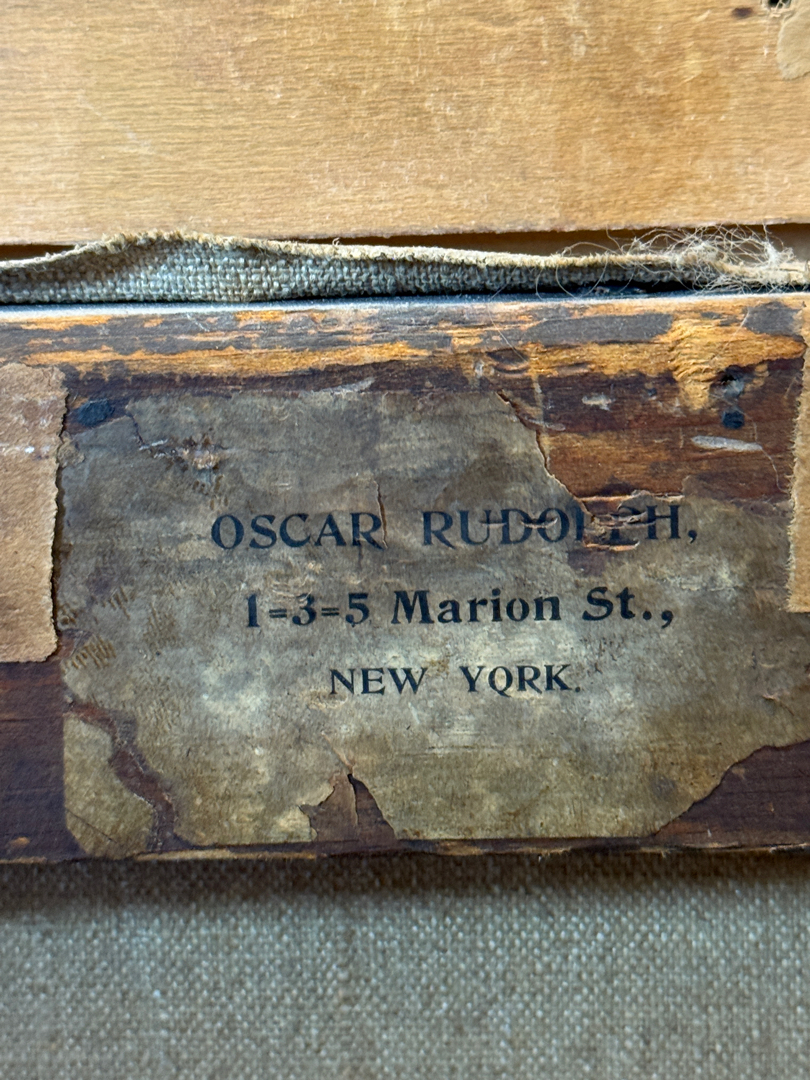 OSCAR RUDOLPH,
1=3=5 Marion St.,
NEW YORK.